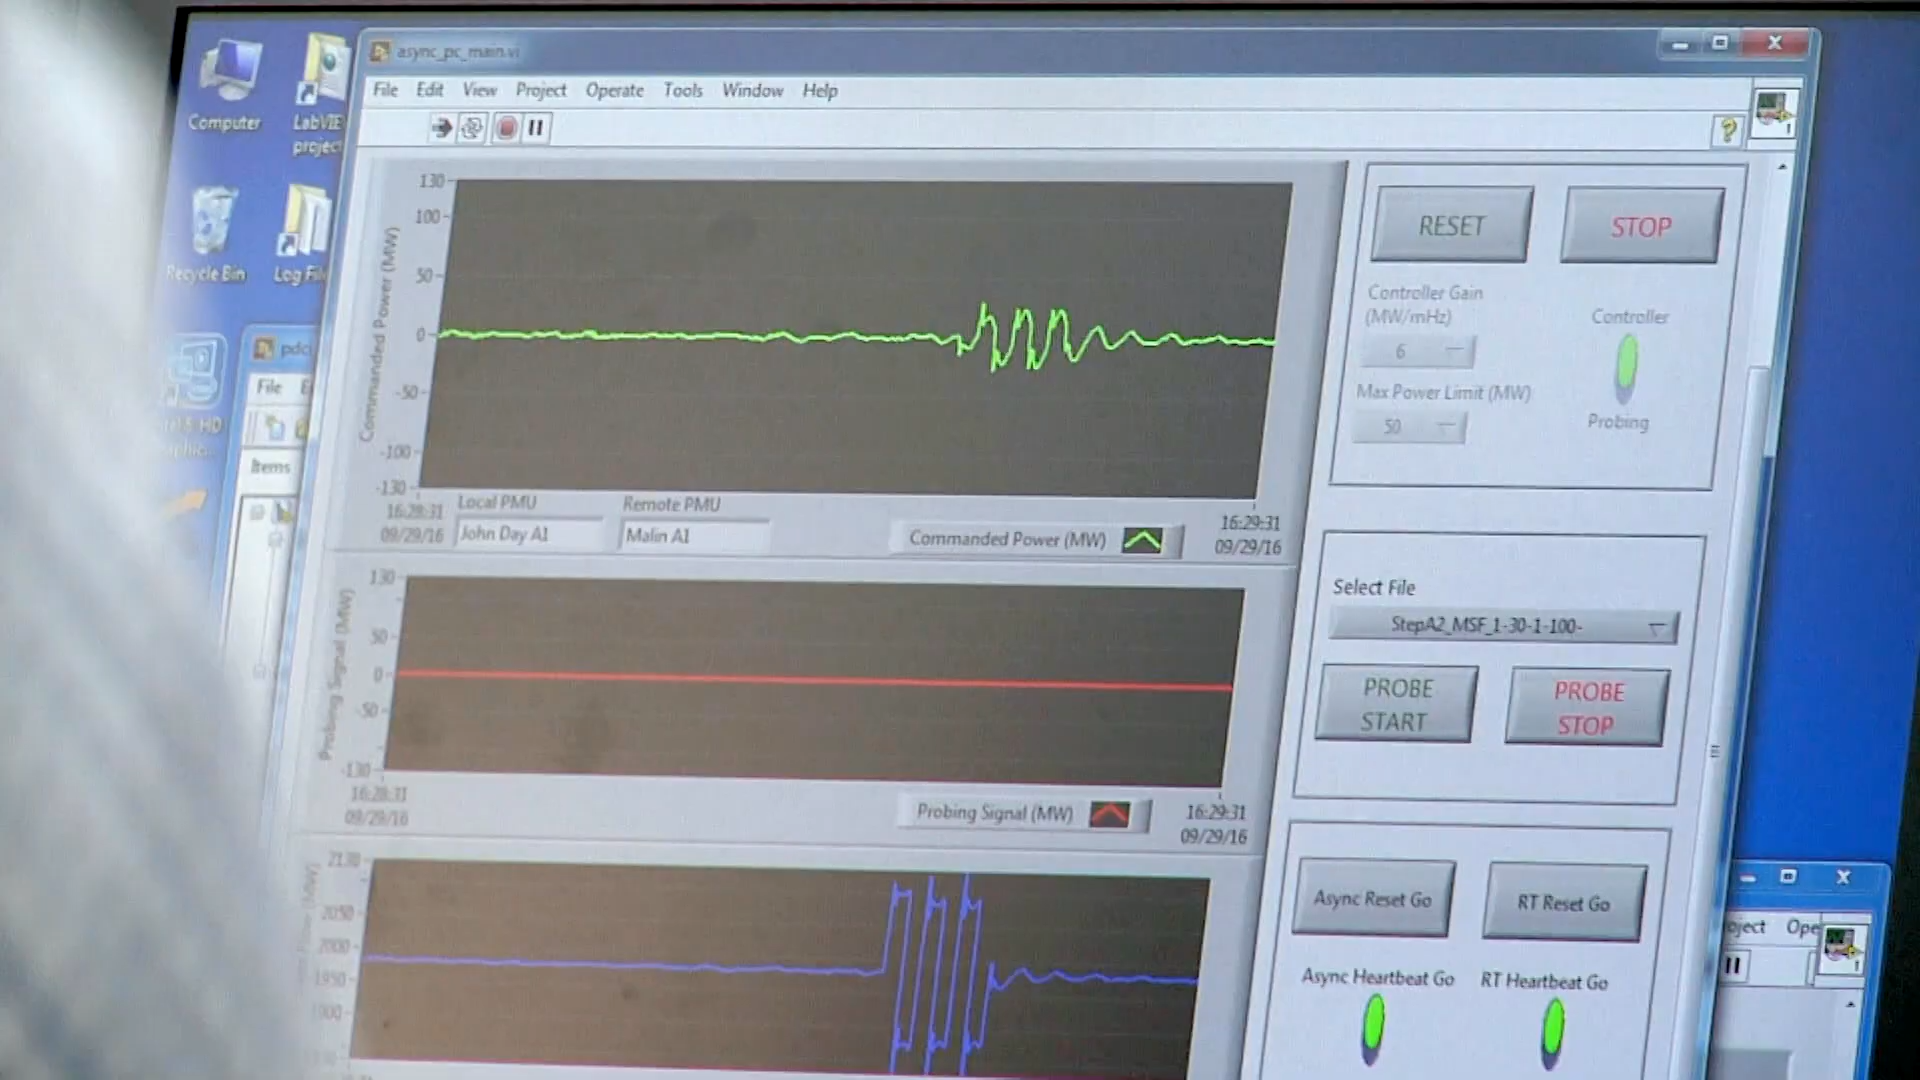 async_pc_main.vi
File Edit View Project Operate Tools Window Help
Computer
LabVIE
project
Recycle Bin
Log File
130
100
50
0
-50
-100
-130
Commanded Power (MW)
16:28:31
09/29/16
Local PMU
John Day A1
Remote PMU
Malin A1
Commanded Power (MW)
16:29:31
09/29/16
RESET
STOP
Controller Gain
(MW/mHz)
6
Max Power Limit (MW)
50
Controller
Probing
File
Items
130
50
0
-50
-130
Probing Signal (MW)
16:28:31
09/29/16
Probing Signal (MW)
16:29:31
09/29/16
Select File
StepA2_MSF_1-30-1-100-
PROBE
START
PROBE
STOP
2130
2050
2000
1950
1900
Async Reset Go
RT Reset Go
Async Heartbeat Go
RT Heartbeat Go
oject Ope